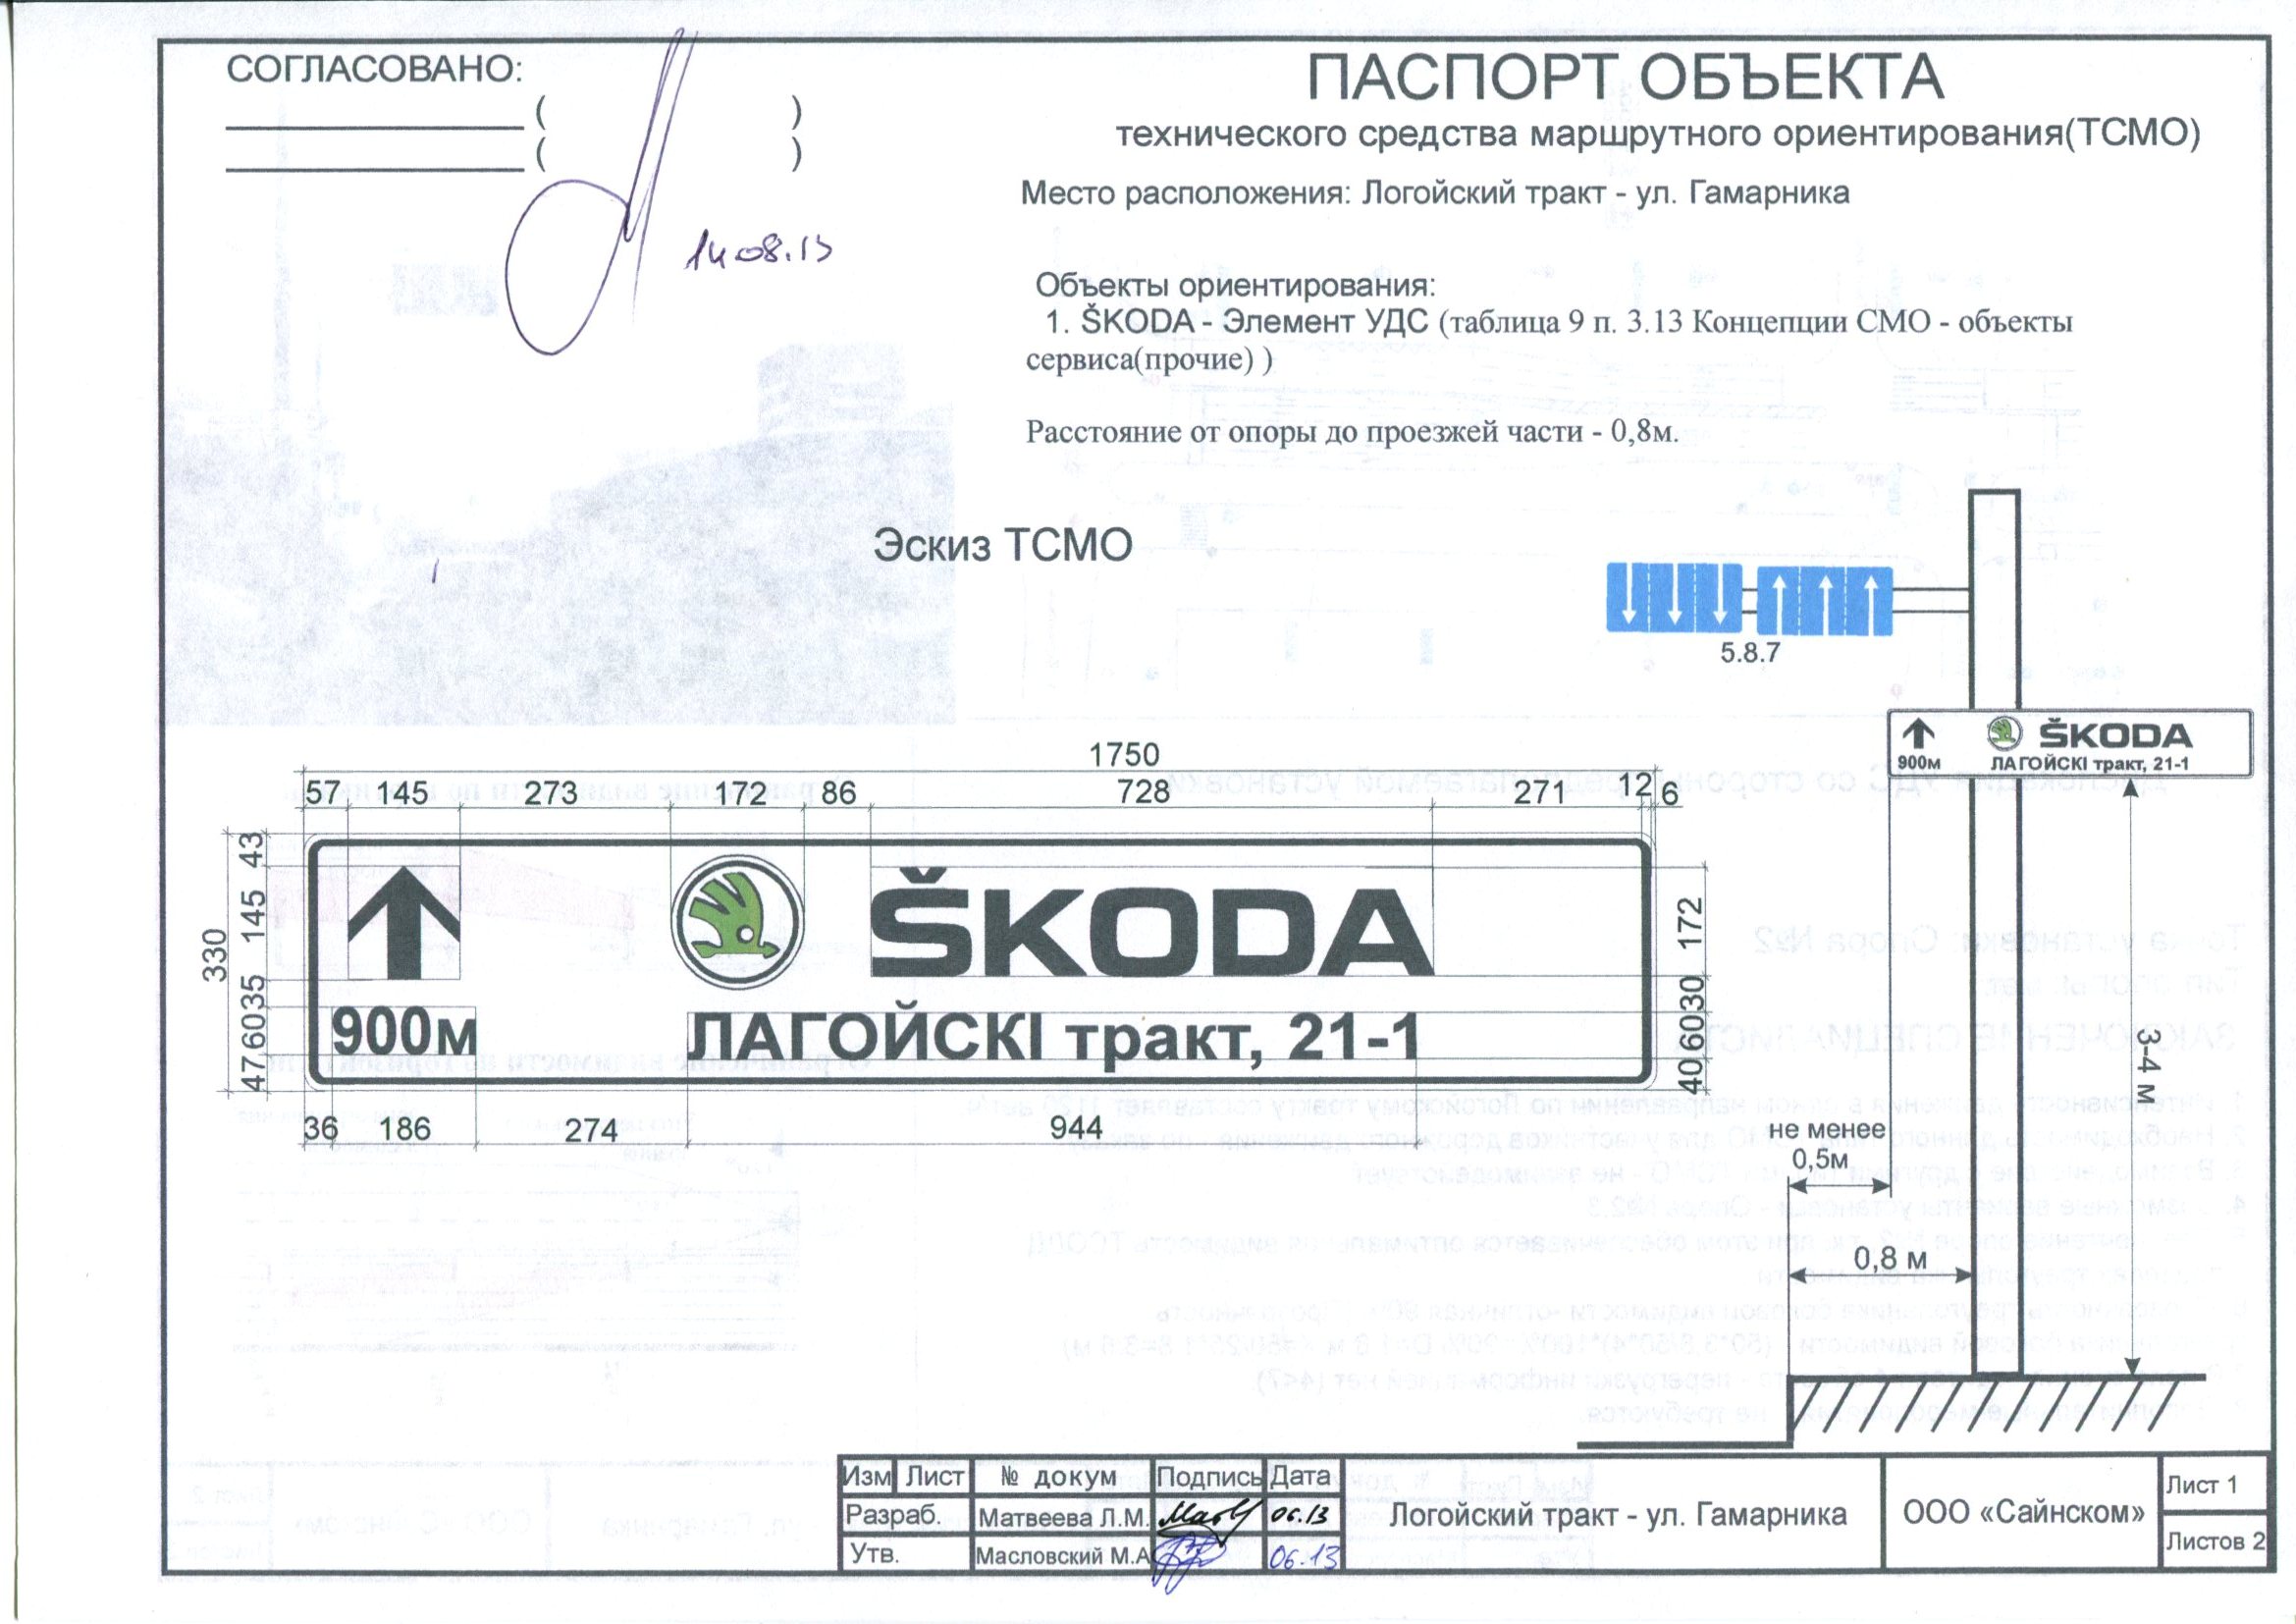 СОГЛАСОВАНО:
( )
( )
14.08.13
ПАСПОРТ ОБЪЕКТА
технического средства маршрутного ориентирования(ТСМО)
Место расположения: Логойский тракт - ул. Гамарника
Объекты ориентирования:
1. ŠKODA - Элемент УДС (таблица 9 п. 3.13 Концепции СМО - объекты
сервиса(прочие) )
Расстояние от опоры до проезжей части - 0,8м.
Эскиз ТСМО
5.8.7
ŠKODA
900м ЛАГОЙСКІ тракт, 21-1
1750
57 145 273 172 86 728 271 12 6
330
43 145 35 60 47
172 30 60 40
ŠKODA
900м ЛАГОЙСКІ тракт, 21-1
36 186 274 944
3-4 м
не менее
0,5м
0,8 м
Изм Лист № докум Подпись Дата
Разраб. Матвеева Л.М. 06.13
Утв. Масловский М.А 06.13
Логойский тракт - ул. Гамарника
ООО «Сайнском»
Лист 1
Листов 2